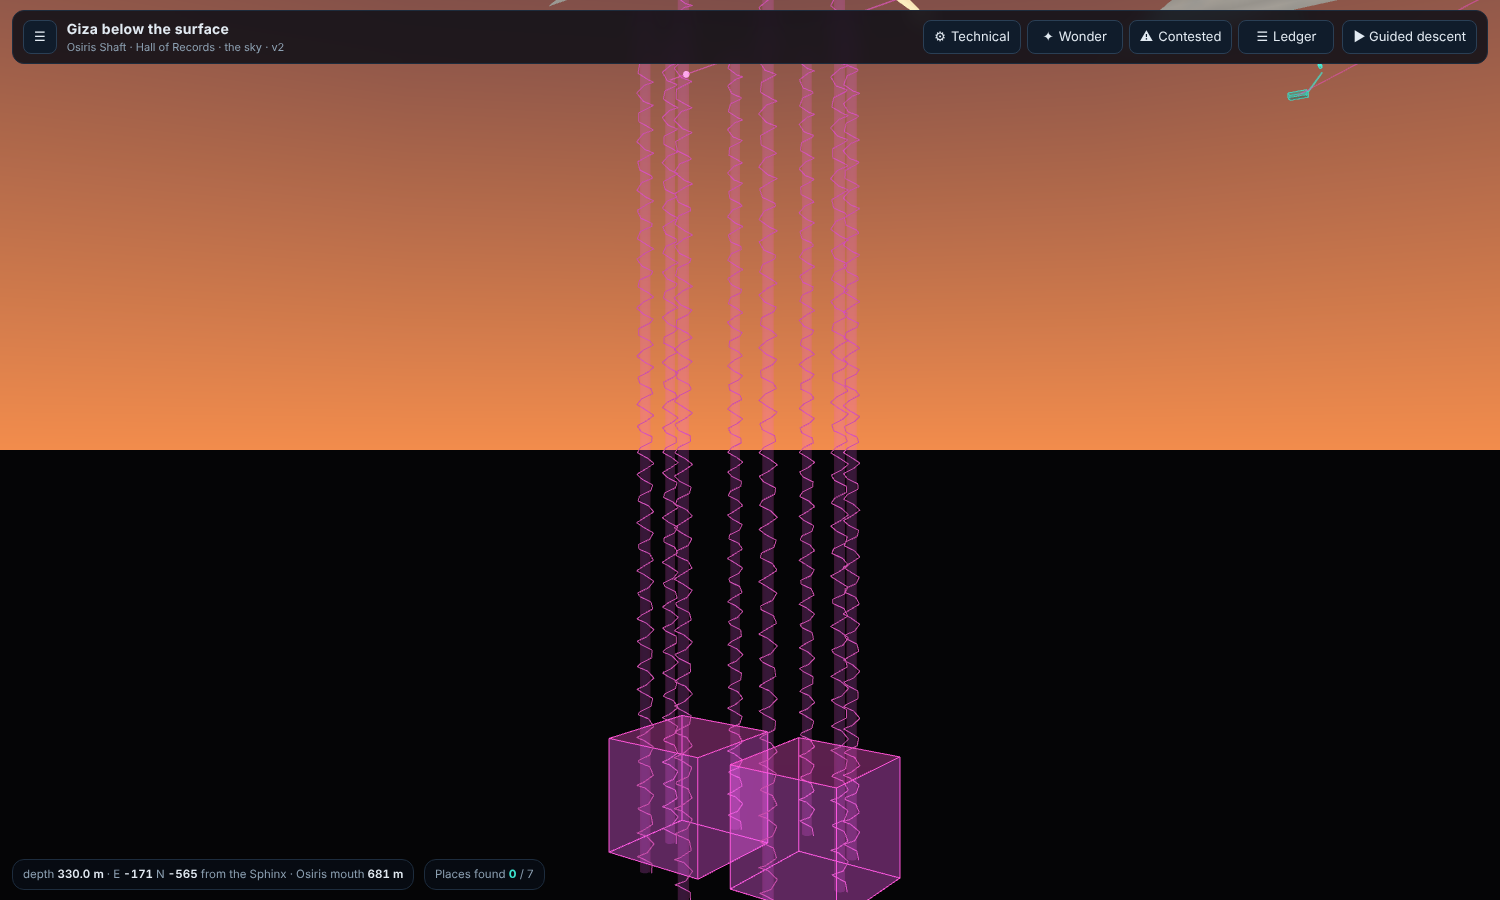 ☰
Giza below the surface
Osiris Shaft · Hall of Records · the sky · v2
⚙ Technical
✦ Wonder
⚠ Contested
☰ Ledger
▶ Guided descent
depth 330.0 m · E -171 N -565 from the Sphinx · Osiris mouth 681 m
Places found 0 / 7